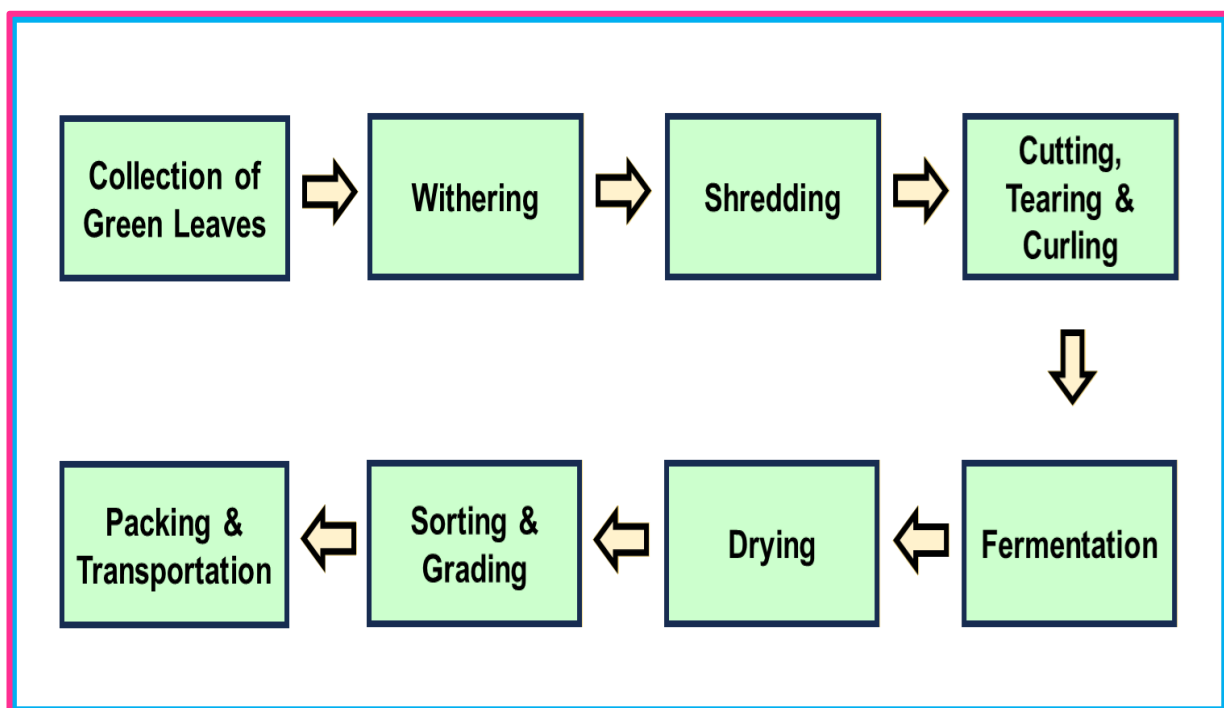 Collection of
Green Leaves
Withering
Shredding
Cutting,
Tearing &
Curling
Fermentation
Drying
Sorting &
Grading
Packing &
Transportation